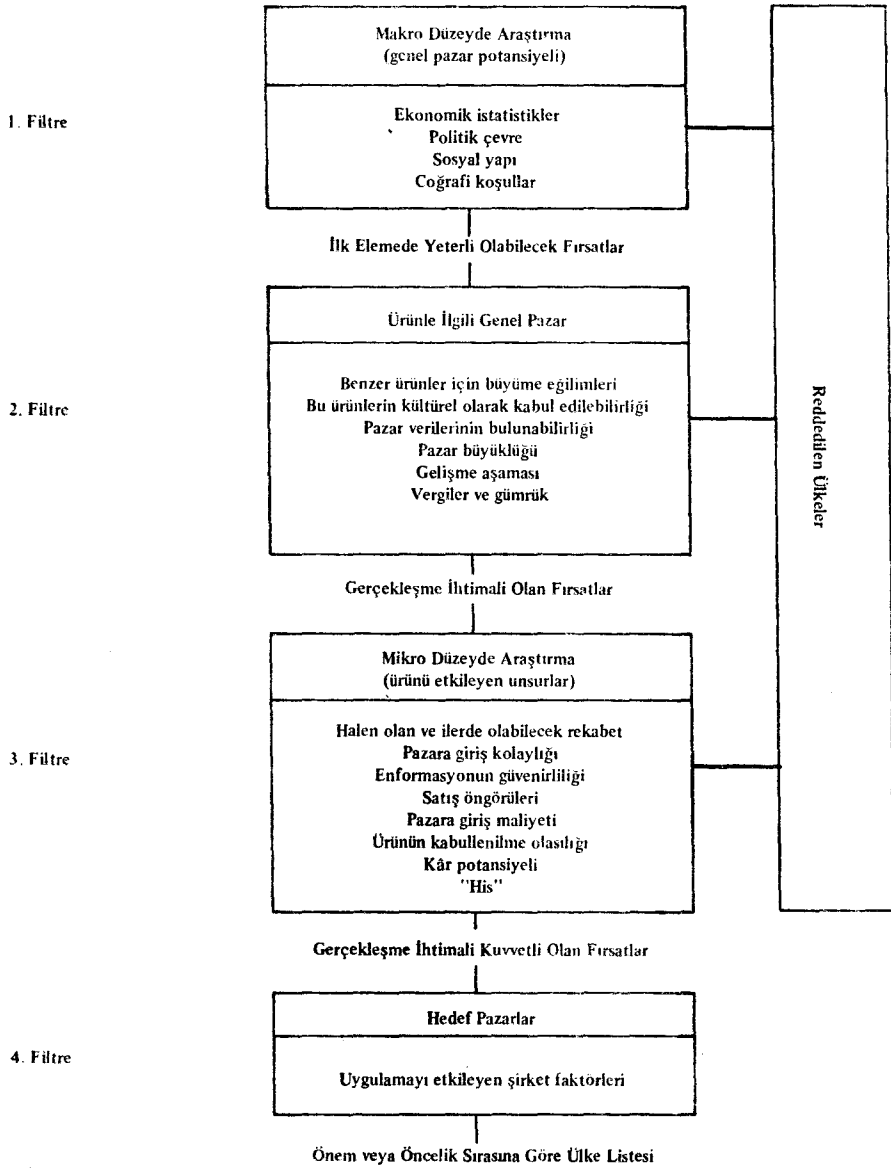 Makro Düzeyde Araştırma
(genel pazar potansiyeli)
1. Filtre
Ekonomik istatistikler
Politik çevre
Sosyal yapı
Coğrafi koşullar
İlk Elemede Yeterli Olabilecek Fırsatlar
Ürünle İlgili Genel Pazar
2. Filtre
Benzer ürünler için büyüme eğilimleri
Bu ürünlerin kültürel olarak kabul edilebilirliği
Pazar verilerinin bulunabilirliği
Pazar büyüklüğü
Gelişme aşaması
Vergiler ve gümrük
Reddedilen Ülkeler
Gerçekleşme İhtimali Olan Fırsatlar
Mikro Düzeyde Araştırma
(ürünü etkileyen unsurlar)
3. Filtre
Halen olan ve ilerde olabilecek rekabet
Pazara giriş kolaylığı
Enformasyonun güvenirliliği
Satış öngörüleri
Pazara giriş maliyeti
Ürünün kabullenilme olasılığı
Kâr potansiyeli
"His"
Gerçekleşme İhtimali Kuvvetli Olan Fırsatlar
Hedef Pazarlar
4. Filtre
Uygulamayı etkileyen şirket faktörleri
Önem veya Öncelik Sırasına Göre Ülke Listesi